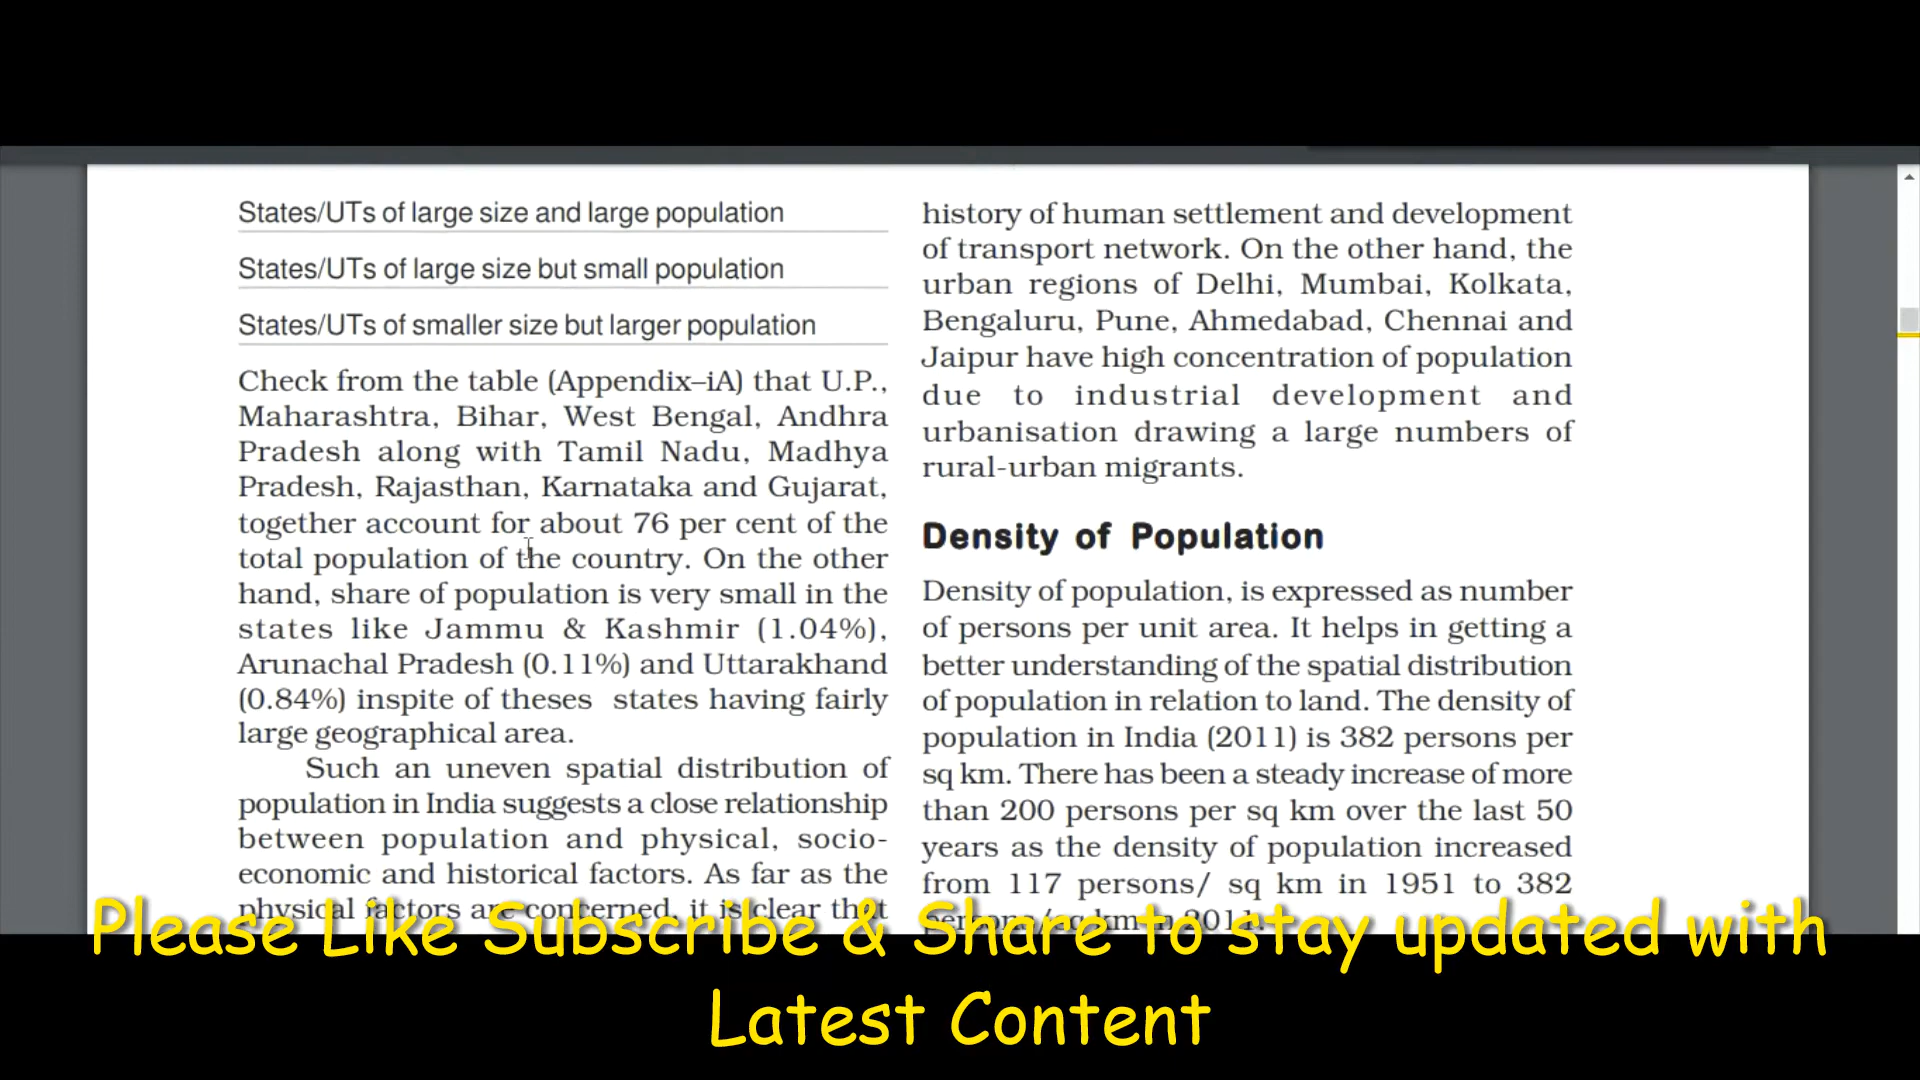 States/UTs of large size and large population
States/UTs of large size but small population
States/UTs of smaller size but larger population
Check from the table (Appendix–iA) that U.P.,
Maharashtra, Bihar, West Bengal, Andhra
Pradesh along with Tamil Nadu, Madhya
Pradesh, Rajasthan, Karnataka and Gujarat,
together account for about 76 per cent of the
total population of the country. On the other
hand, share of population is very small in the
states like Jammu & Kashmir (1.04%),
Arunachal Pradesh (0.11%) and Uttarakhand
(0.84%) inspite of theses states having fairly
large geographical area.
Such an uneven spatial distribution of
population in India suggests a close relationship
between population and physical, socio-
economic and historical factors. As far as the
physical factors are concerned, it is clear that
history of human settlement and development
of transport network. On the other hand, the
urban regions of Delhi, Mumbai, Kolkata,
Bengaluru, Pune, Ahmedabad, Chennai and
Jaipur have high concentration of population
due to industrial development and
urbanisation drawing a large numbers of
rural-urban migrants.
Density of Population
Density of population, is expressed as number
of persons per unit area. It helps in getting a
better understanding of the spatial distribution
of population in relation to land. The density of
population in India (2011) is 382 persons per
sq km. There has been a steady increase of more
than 200 persons per sq km over the last 50
years as the density of population increased
from 117 persons/ sq km in 1951 to 382
persons/sq km in 2011.
Please Like Subscribe & Share to stay updated with
Latest Content